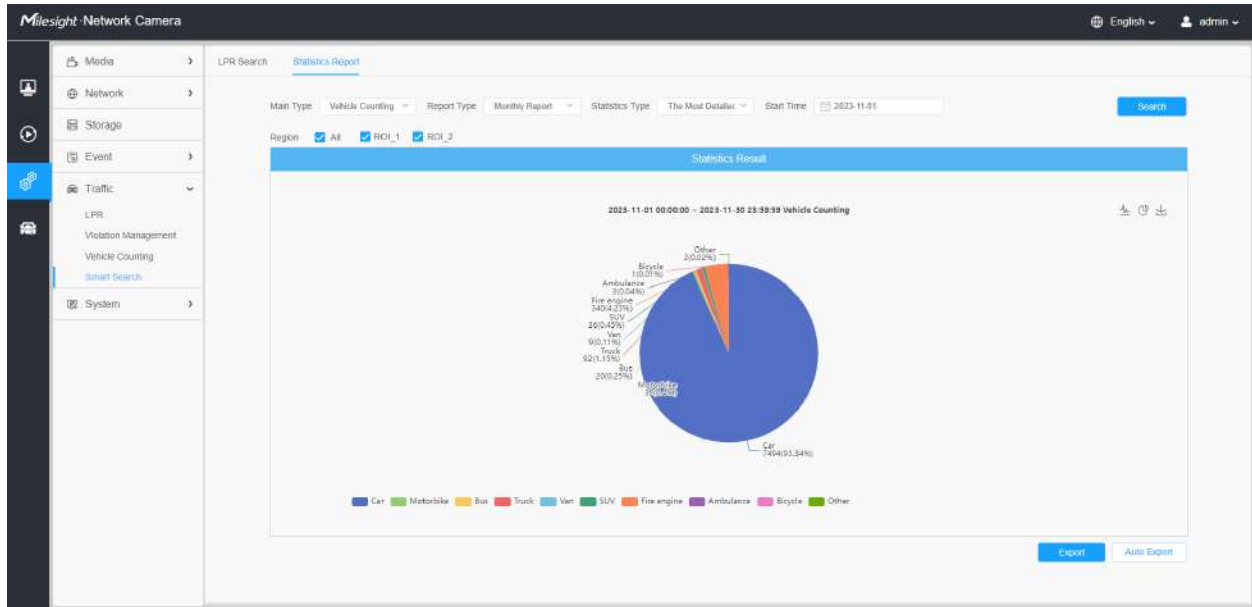 Milesight Network Camera
English
admin
Media
Network
Storage
Event
Traffic
LPR
Violation Management
Vehicle Counting
Smart Search
System
LPR Search
Statistics Report
Main Type Vehicle Counting Report Type Monthly Report Statistics Type The Most Detailec Start Time 2023-11-01 Search
Region All ROI_1 ROI_2
Statistics Result
2023-11-01 00:00:00 ~ 2023-11-30 23:59:59 Vehicle Counting
Other
2(0.02%)
Bicycle
1(0.01%)
Ambulance
3(0.04%)
Fire engine
340(4.23%)
SUV
36(0.45%)
Van
9(0.11%)
Truck
92(1.15%)
Bus
20(0.25%)
Motorbike
Car
7494(93.34%)
Car Motorbike Bus Truck Van SUV Fire engine Ambulance Bicycle Other
Export
Auto Export